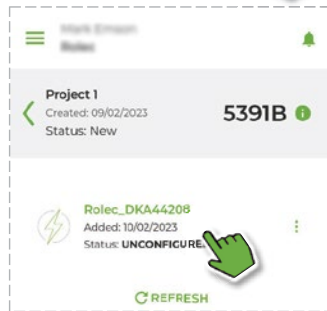 Project 1
Created: 09/02/2023
Status: New
5391B
Rolec_DKA44208
Added: 10/02/2023
Status: UNCONFIGURE
REFRESH